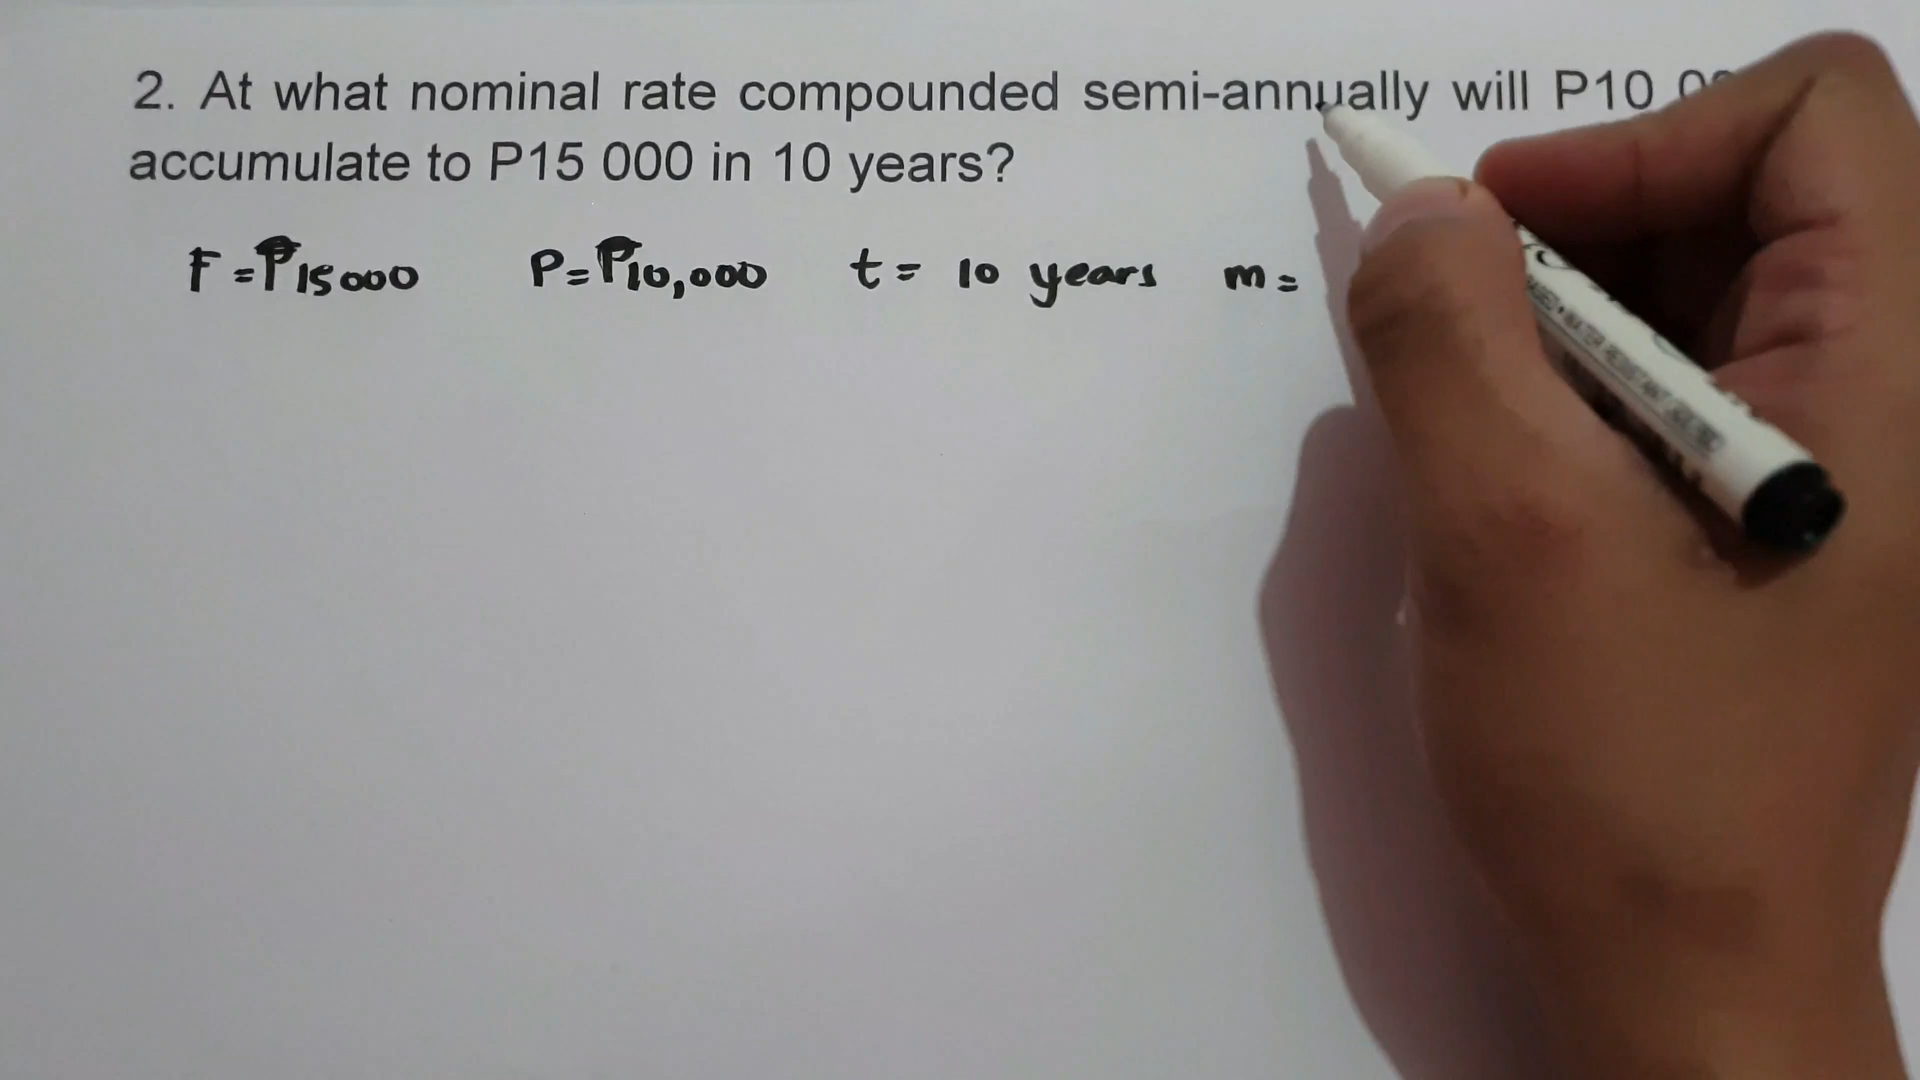 2. At what nominal rate compounded semi-annually will P10
accumulate to P15 000 in 10 years?
F = ₱15000 P = ₱10,000 t = 10 years m =